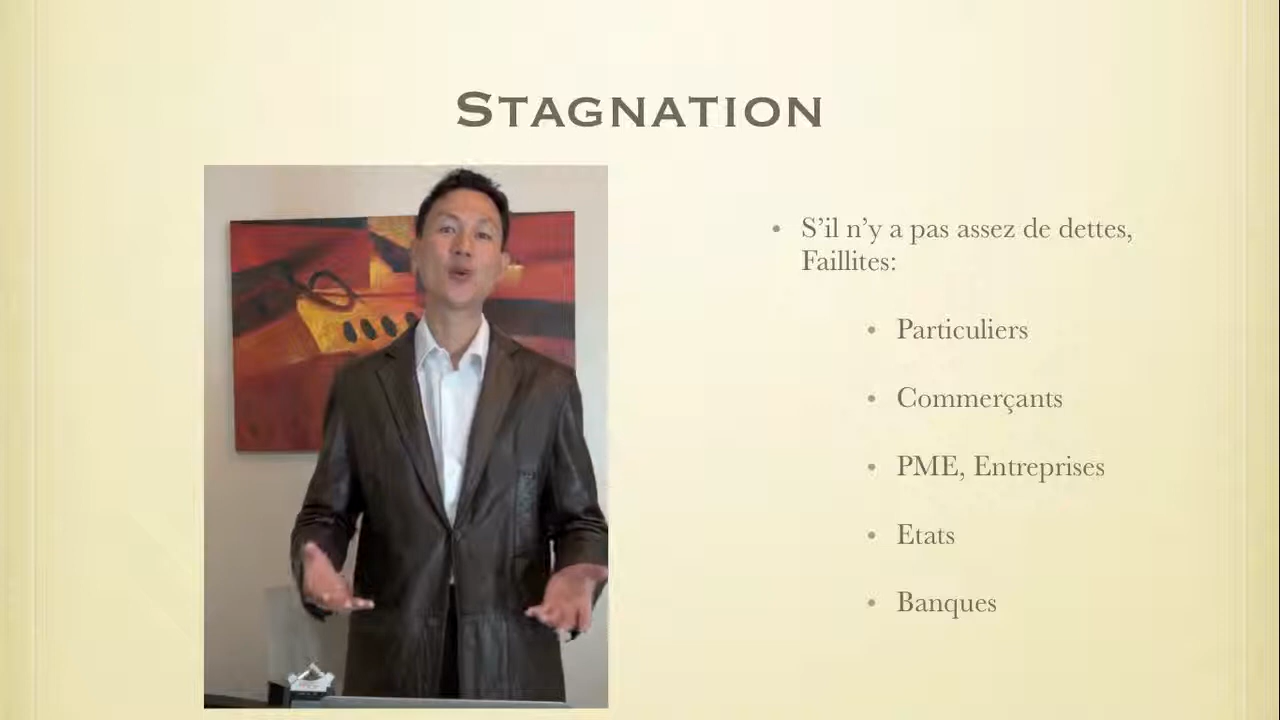 STAGNATION
• S’il n’y a pas assez de dettes,
Faillites:
• Particuliers
• Commerçants
• PME, Entreprises
• Etats
• Banques